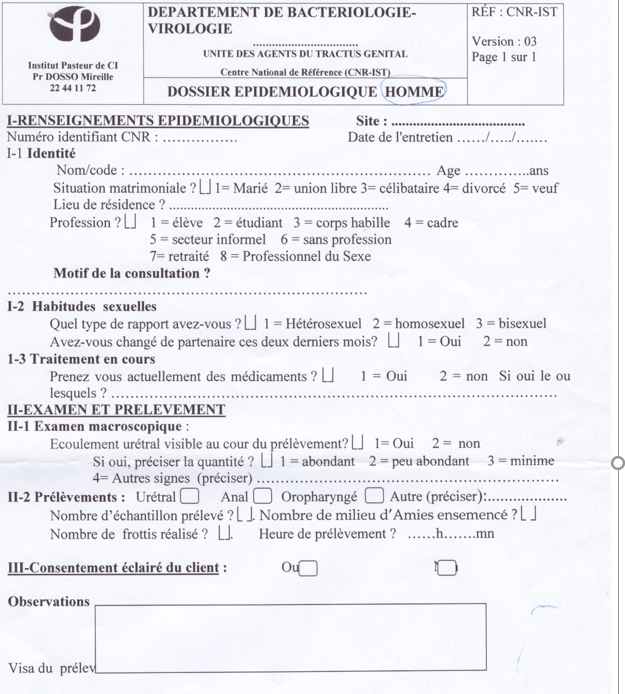 Institut Pasteur de CI
Pr DOSSO Mireille
22 44 11 72
DEPARTEMENT DE BACTERIOLOGIE-
VIROLOGIE
.......................................
UNITE DES AGENTS DU TRACTUS GENITAL
Centre National de Référence (CNR-IST)
DOSSIER EPIDEMIOLOGIQUE HOMME
RÉF : CNR-IST
Version : 03
Page 1 sur 1
I-RENSEIGNEMENTS EPIDEMIOLOGIQUES Site : ......................................
Numéro identifiant CNR : ................ Date de l'entretien ....../...../.......
I-1 Identité
Nom/code : ................................................................ Age ..............ans
Situation matrimoniale ? 1= Marié 2= union libre 3= célibataire 4= divorcé 5= veuf
Lieu de résidence ? ......................................................
Profession ? 1 = élève 2 = étudiant 3 = corps habille 4 = cadre
5 = secteur informel 6 = sans profession
7= retraité 8 = Professionnel du Sexe
Motif de la consultation ?
..............................................................................
I-2 Habitudes sexuelles
Quel type de rapport avez-vous ? 1 = Hétérosexuel 2 = homosexuel 3 = bisexuel
Avez-vous changé de partenaire ces deux derniers mois? 1 = Oui 2 = non
1-3 Traitement en cours
Prenez vous actuellement des médicaments ? 1 = Oui 2 = non Si oui le ou
lesquels ? ..............................................................................................
II-EXAMEN ET PRELEVEMENT
II-1 Examen macroscopique :
Ecoulement urétral visible au cour du prélèvement? 1= Oui 2 = non
Si oui, préciser la quantité ? 1 = abondant 2 = peu abondant 3 = minime
4= Autres signes (préciser) ..............................................................
II-2 Prélèvements : Urétral Anal Oropharyngé Autre (préciser):..................
Nombre d'échantillon prélevé ? . Nombre de milieu d'Amies ensemencé ?
Nombre de frottis réalisé ? . Heure de prélèvement ? ......h.......mn
III-Consentement éclairé du client :
Observations
Visa du prélev